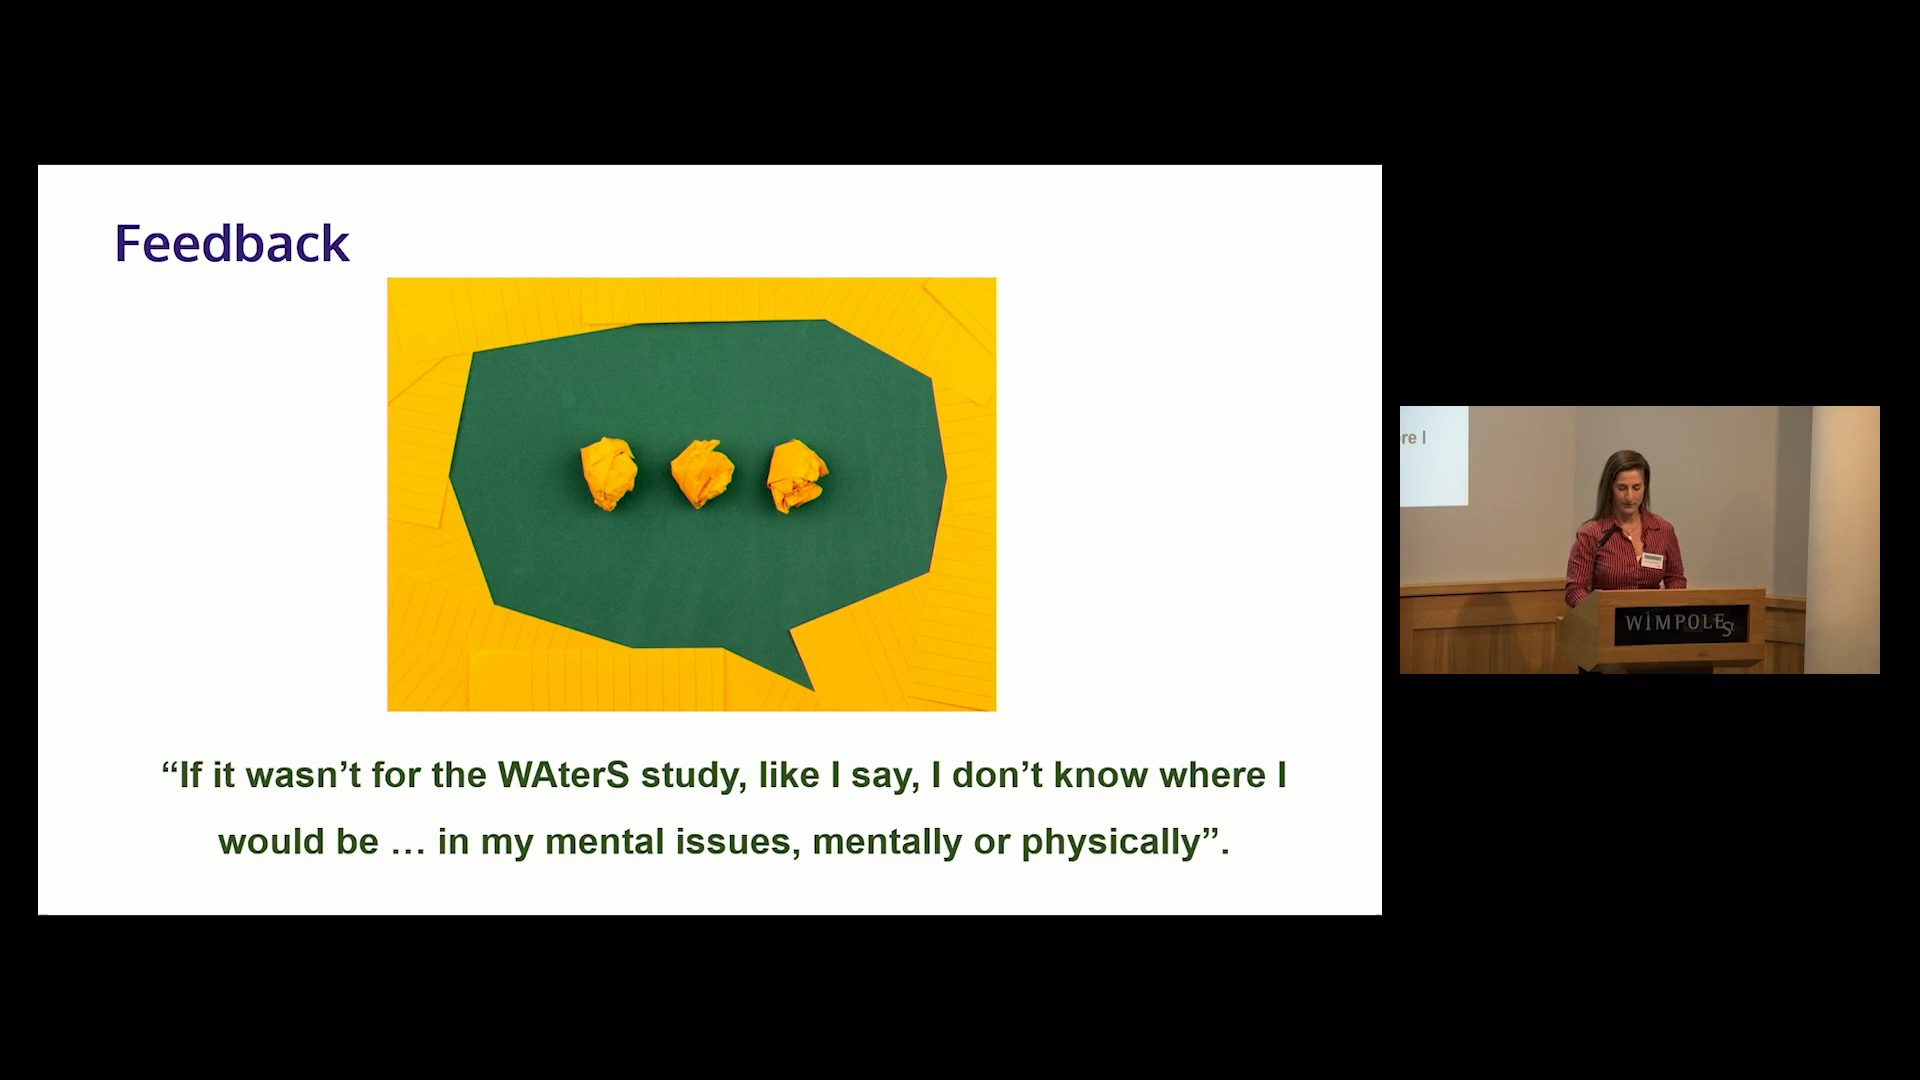 Feedback
“If it wasn’t for the WAterS study, like I say, I don’t know where I
would be … in my mental issues, mentally or physically”.
re I
WIMPOLE St